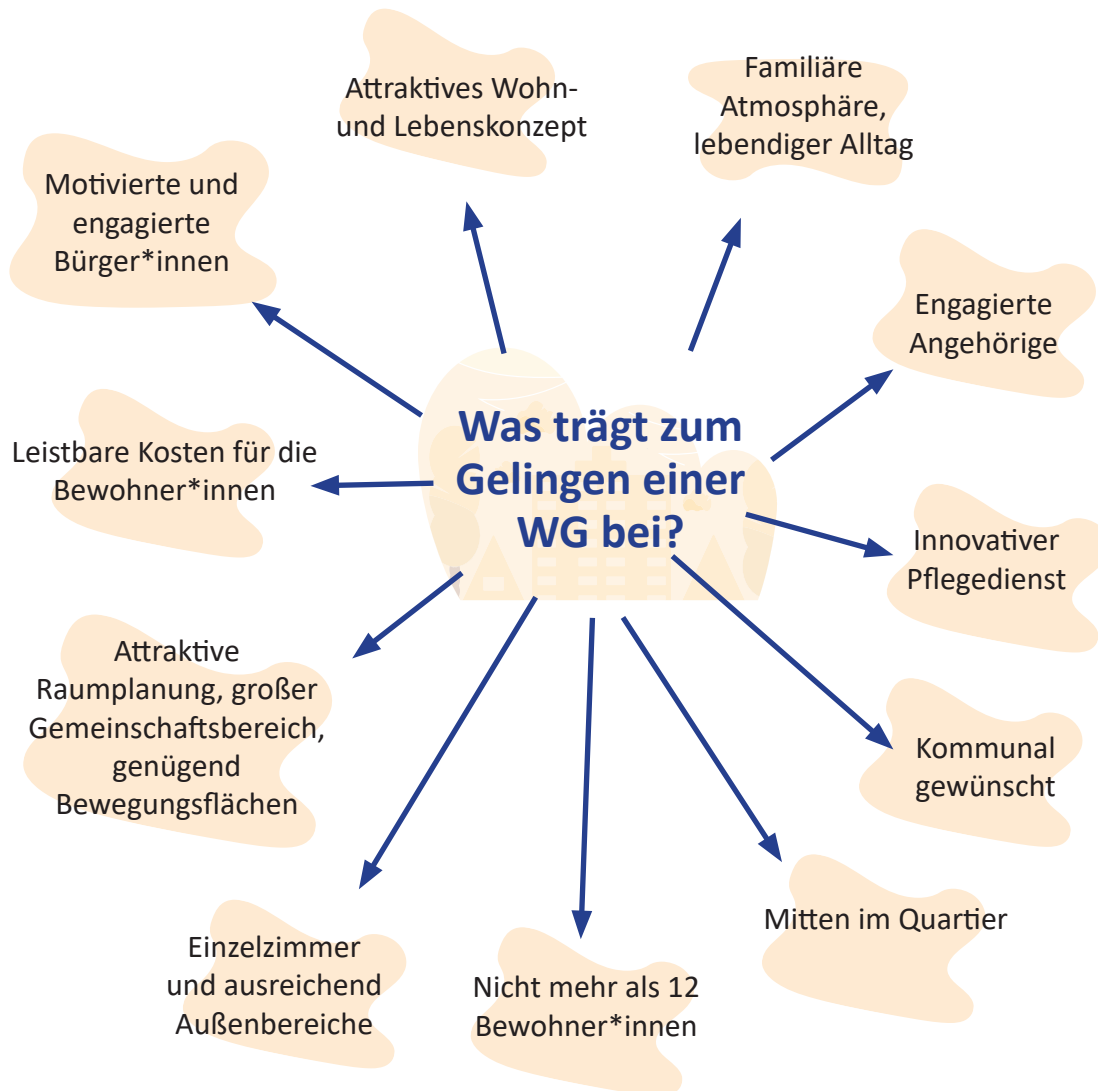 Was trägt zum
Gelingen einer
WG bei?
Attraktives Wohn-
und Lebenskonzept
Familiäre
Atmosphäre,
lebendiger Alltag
Engagierte
Angehörige
Innovativer
Pflegedienst
Kommunal
gewünscht
Mitten im Quartier
Nicht mehr als 12
Bewohner*innen
Einzelzimmer
und ausreichend
Außenbereiche
Attraktive
Raumplanung, großer
Gemeinschaftsbereich,
genügend
Bewegungsflächen
Leistbare Kosten für die
Bewohner*innen
Motivierte und
engagierte
Bürger*innen